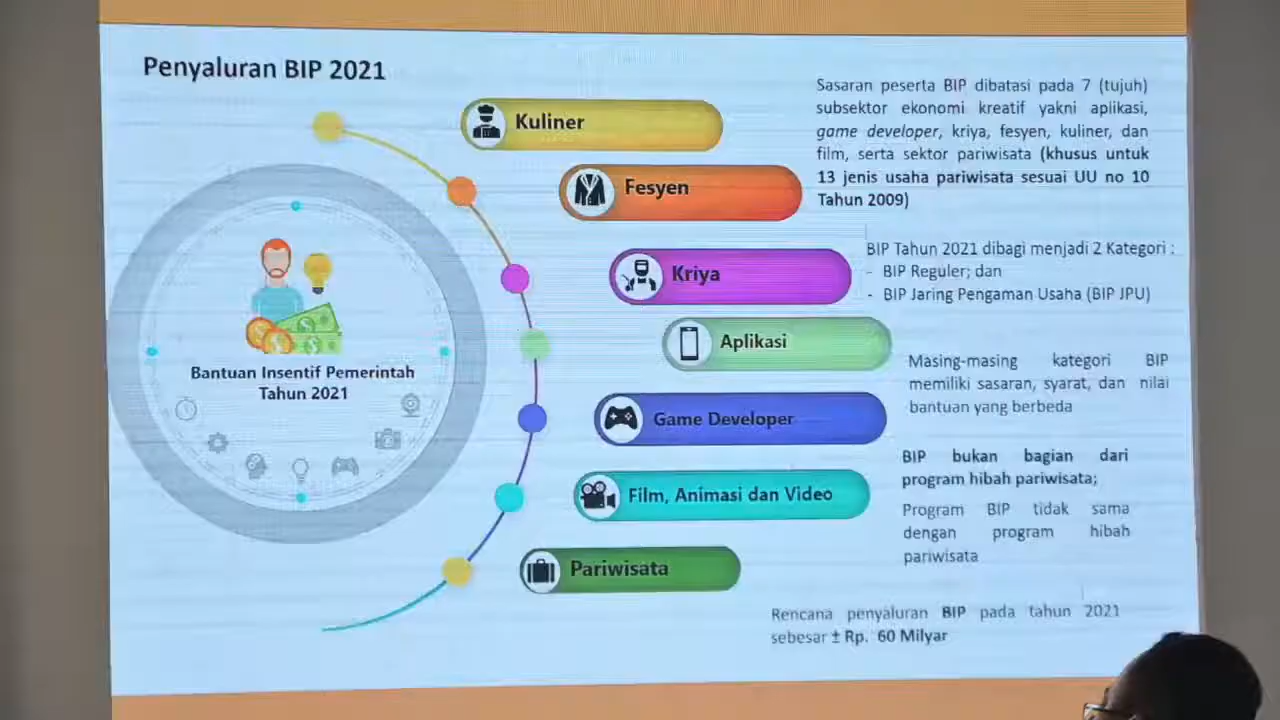 Penyaluran BIP 2021
Bantuan Insentif Pemerintah
Tahun 2021
Kuliner
Fesyen
Kriya
Aplikasi
Game Developer
Film, Animasi dan Video
Pariwisata
Sasaran peserta BIP dibatasi pada 7 (tujuh)
subsektor ekonomi kreatif yakni aplikasi,
game developer, kriya, fesyen, kuliner, dan
film, serta sektor pariwisata (khusus untuk
13 jenis usaha pariwisata sesuai UU no 10
Tahun 2009)
BIP Tahun 2021 dibagi menjadi 2 Kategori :
- BIP Reguler; dan
- BIP Jaring Pengaman Usaha (BIP JPU)
Masing-masing kategori BIP
memiliki sasaran, syarat, dan nilai
bantuan yang berbeda
BIP bukan bagian dari
program hibah pariwisata;
Program BIP tidak sama
dengan program hibah
pariwisata
Rencana penyaluran BIP pada tahun 2021
sebesar ± Rp. 60 Milyar